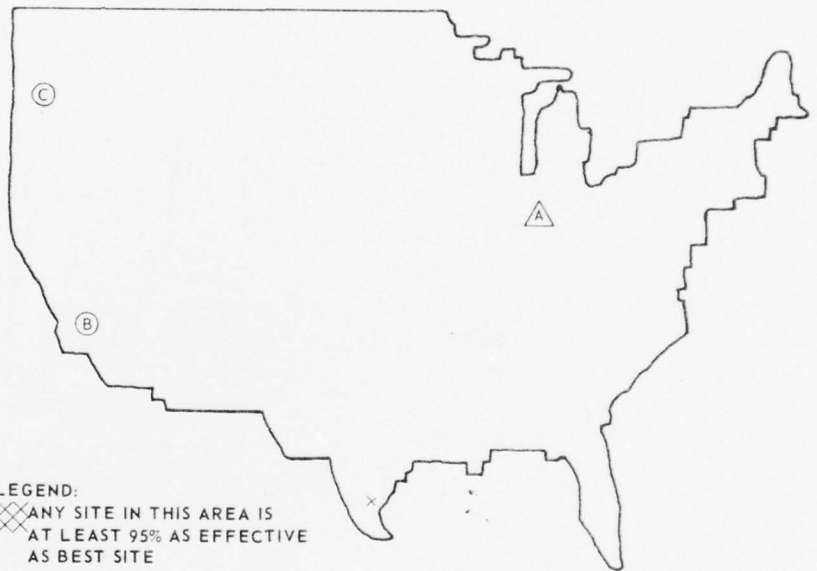 C
A
B
LEGEND:
ANY SITE IN THIS AREA IS
AT LEAST 95% AS EFFECTIVE
AS BEST SITE